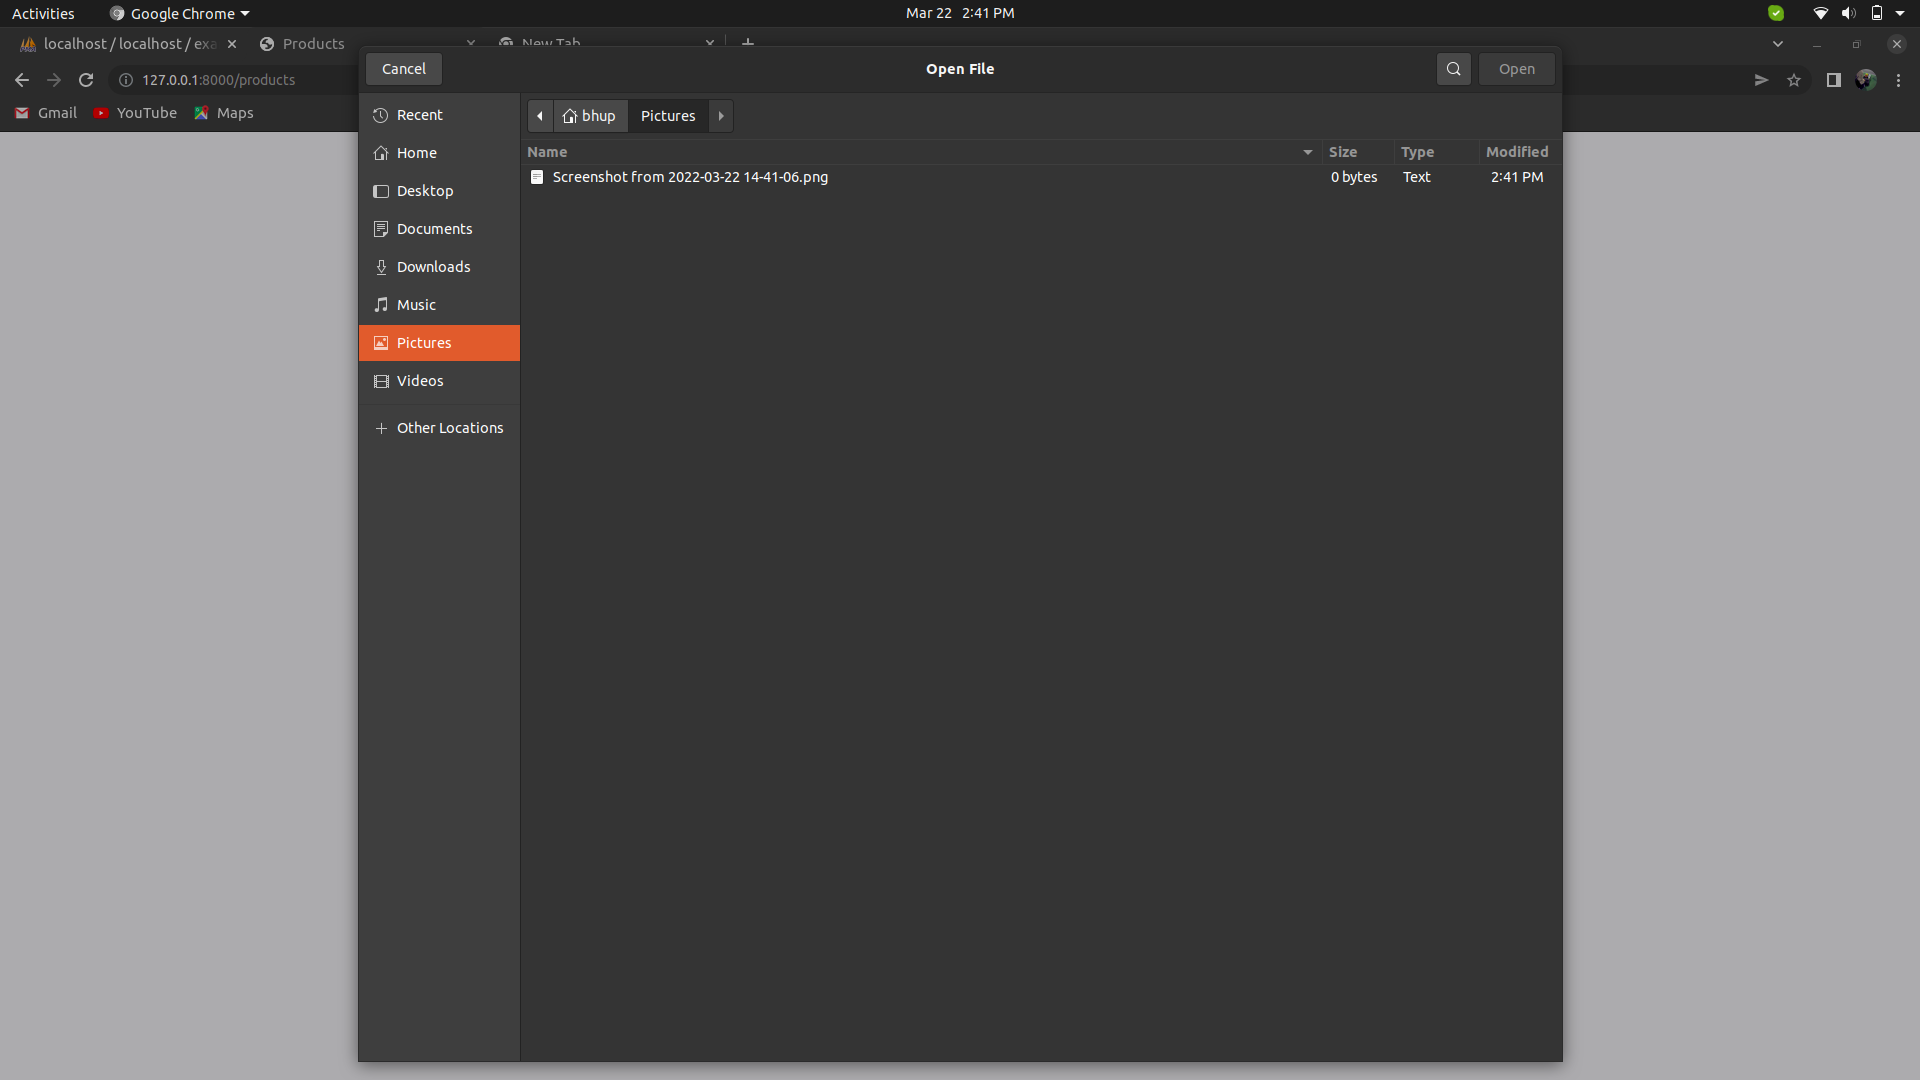 Activities Google Chrome Mar 22 2:41 PM
localhost / localhost / exa Products New Tab
127.0.0.1:8000/products
Gmail YouTube Maps
Cancel Open File Open
Recent
Home
Desktop
Documents
Downloads
Music
Pictures
Videos
Other Locations
bhup Pictures
Name Size Type Modified
Screenshot from 2022-03-22 14-41-06.png 0 bytes Text 2:41 PM